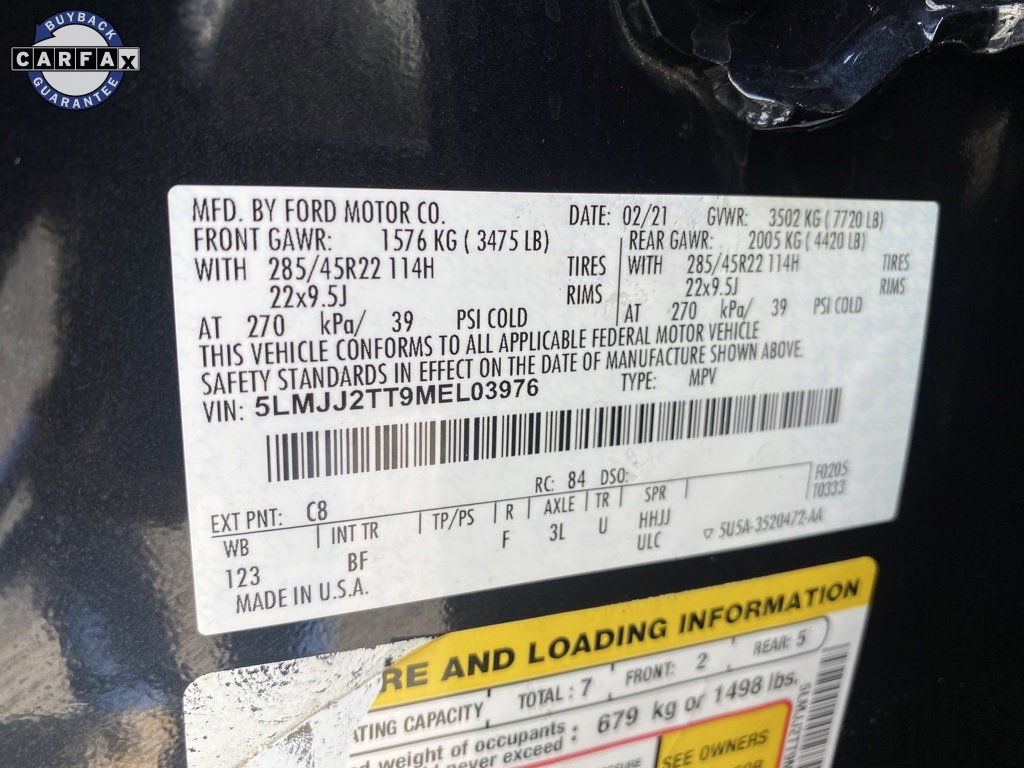 BUYBACK
CARFAX
GUARANTEE
MFD. BY FORD MOTOR CO. DATE: 02/21 GVWR: 3502 KG ( 7720 LB)
FRONT GAWR: 1576 KG ( 3475 LB) REAR GAWR: 2005 KG ( 4420 LB)
WITH 285/45R22 114H TIRES WITH 285/45R22 114H TIRES
22x9.5J RIMS 22x9.5J RIMS
AT 270 kPa/ 39 PSI COLD AT 270 kPa/ 39 PSI COLD
THIS VEHICLE CONFORMS TO ALL APPLICABLE FEDERAL MOTOR VEHICLE
SAFETY STANDARDS IN EFFECT ON THE DATE OF MANUFACTURE SHOWN ABOVE.
VIN: 5LMJJ2TT9MEL03976 TYPE: MPV
EXT PNT: C8 RC: 84 DSO: F0205
T0333
WB INT TR TP/PS R AXLE TR SPR
123 BF F 3L U HHJJ
ULC ▽ 5U5A-3520472-AA
MADE IN U.S.A.
RE AND LOADING INFORMATION
ATING CAPACITY TOTAL : 7 FRONT: 2 REAR: 5
d weight of occupants
d never exceed : 679 kg or 1498 lbs.
SEE OWNERS